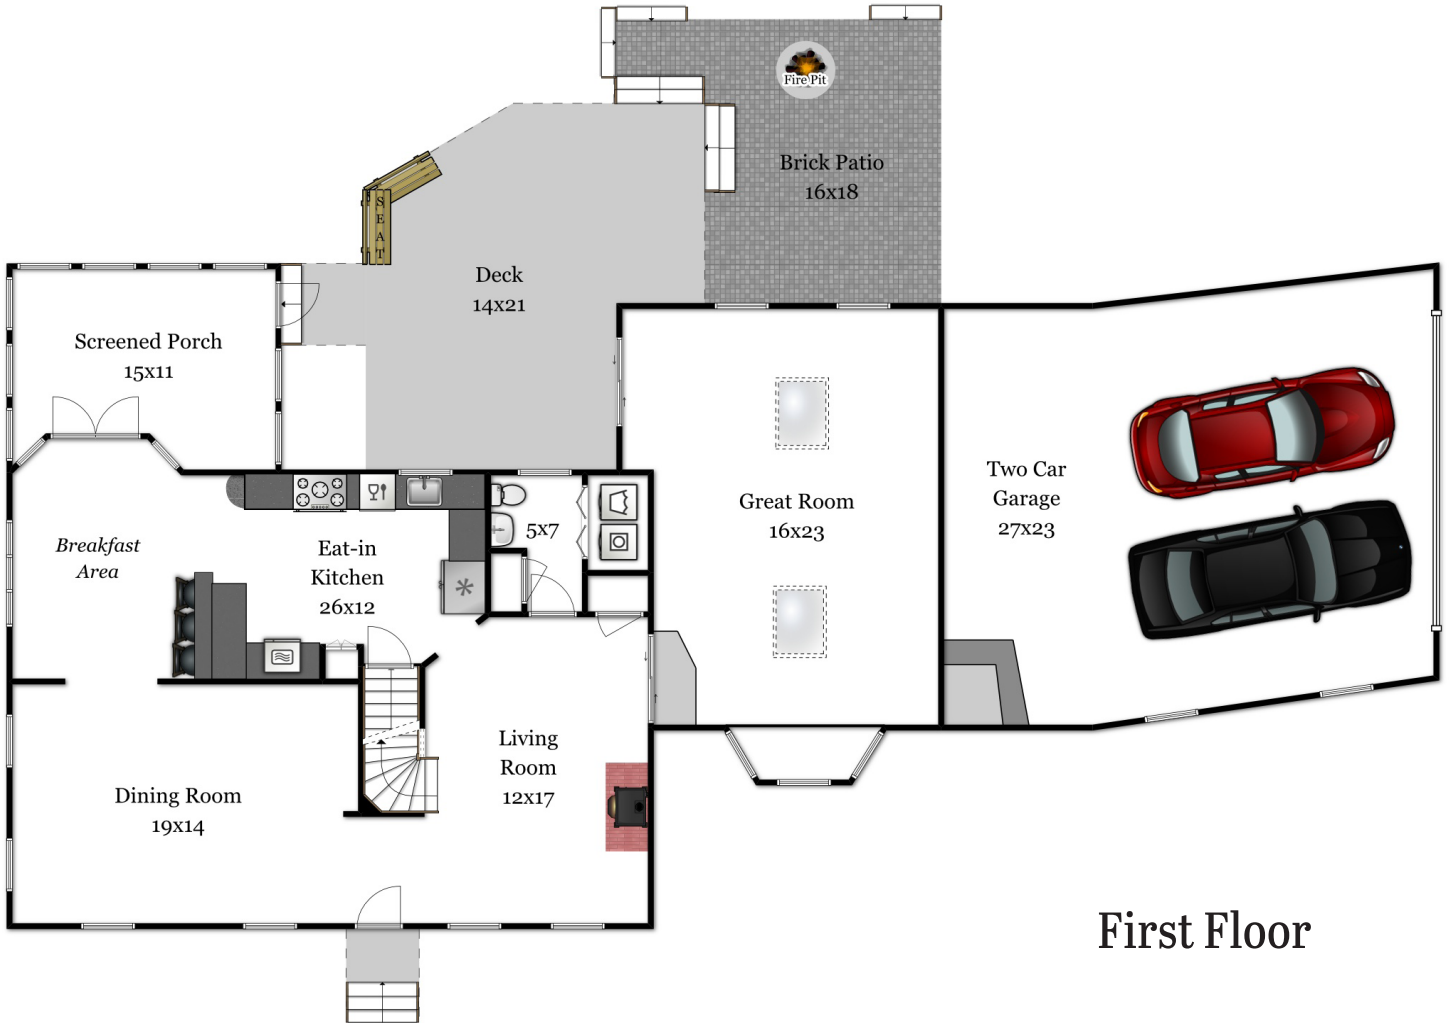 Fire Pit
Brick Patio
16x18
SEAT
Deck
14x21
Screened Porch
15x11
Two Car
Garage
27x23
Great Room
16x23
5x7
Breakfast
Area
Eat-in
Kitchen
26x12
Living
Room
12x17
Dining Room
19x14
First Floor